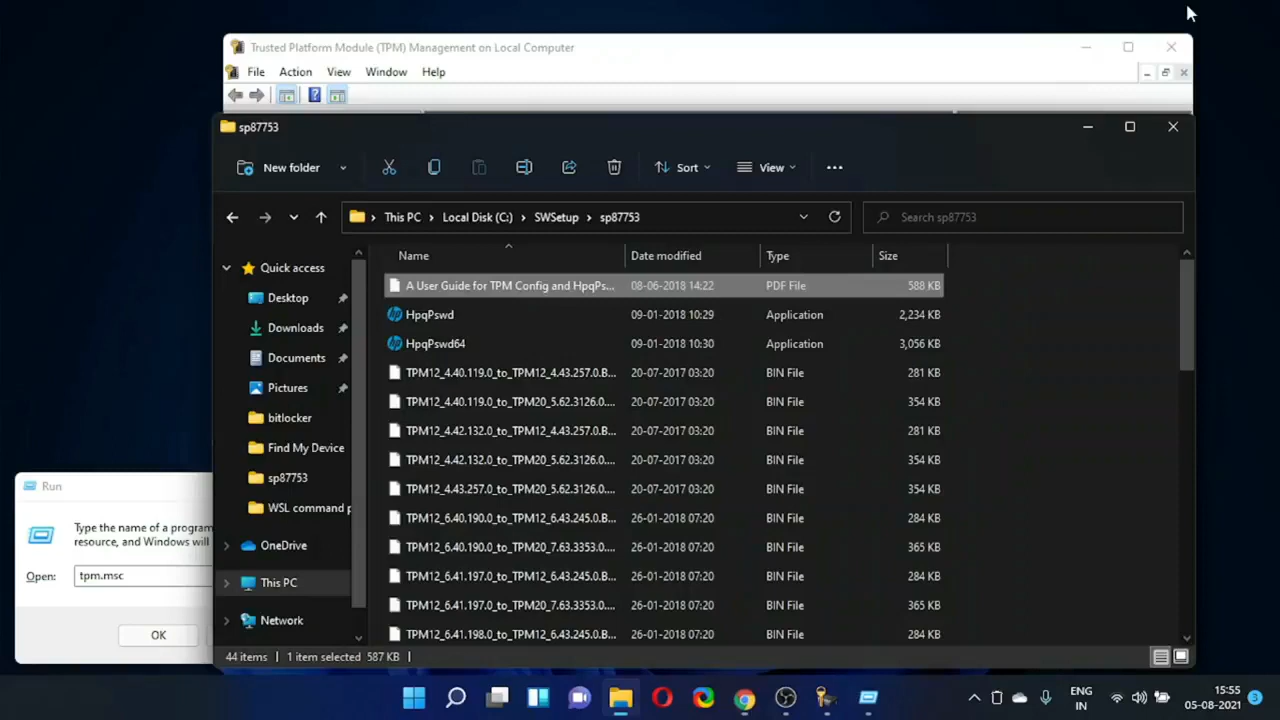 Trusted Platform Module (TPM) Management on Local Computer
File Action View Window Help
sp87753
New folder
Sort
View
This PC > Local Disk (C:) > SWSetup > sp87753
Search sp87753
Name Date modified Type Size
Quick access
Desktop
Downloads
Documents
Pictures
bitlocker
Find My Device
sp87753
WSL command p
OneDrive
This PC
Network
A User Guide for TPM Config and HpqPs... 08-06-2018 14:22 PDF File 588 KB
HpqPswd 09-01-2018 10:29 Application 2,234 KB
HpqPswd64 09-01-2018 10:30 Application 3,056 KB
TPM12_4.40.119.0_to_TPM12_4.43.257.0.B... 20-07-2017 03:20 BIN File 281 KB
TPM12_4.40.119.0_to_TPM20_5.62.3126.0.... 20-07-2017 03:20 BIN File 354 KB
TPM12_4.42.132.0_to_TPM12_4.43.257.0.B... 20-07-2017 03:20 BIN File 281 KB
TPM12_4.42.132.0_to_TPM20_5.62.3126.0.... 20-07-2017 03:20 BIN File 354 KB
TPM12_4.43.257.0_to_TPM20_5.62.3126.0.... 20-07-2017 03:20 BIN File 354 KB
TPM12_6.40.190.0_to_TPM12_6.43.245.0.B... 26-01-2018 07:20 BIN File 284 KB
TPM12_6.40.190.0_to_TPM20_7.63.3353.0.... 26-01-2018 07:20 BIN File 365 KB
TPM12_6.41.197.0_to_TPM12_6.43.245.0.B... 26-01-2018 07:20 BIN File 284 KB
TPM12_6.41.197.0_to_TPM20_7.63.3353.0.... 26-01-2018 07:20 BIN File 365 KB
TPM12_6.41.198.0_to_TPM12_6.43.245.0.B... 26-01-2018 07:20 BIN File 284 KB
44 items 1 item selected 587 KB
Run
Type the name of a program
resource, and Windows will
Open: tpm.msc
OK
ENG
IN
15:55
05-08-2021
3